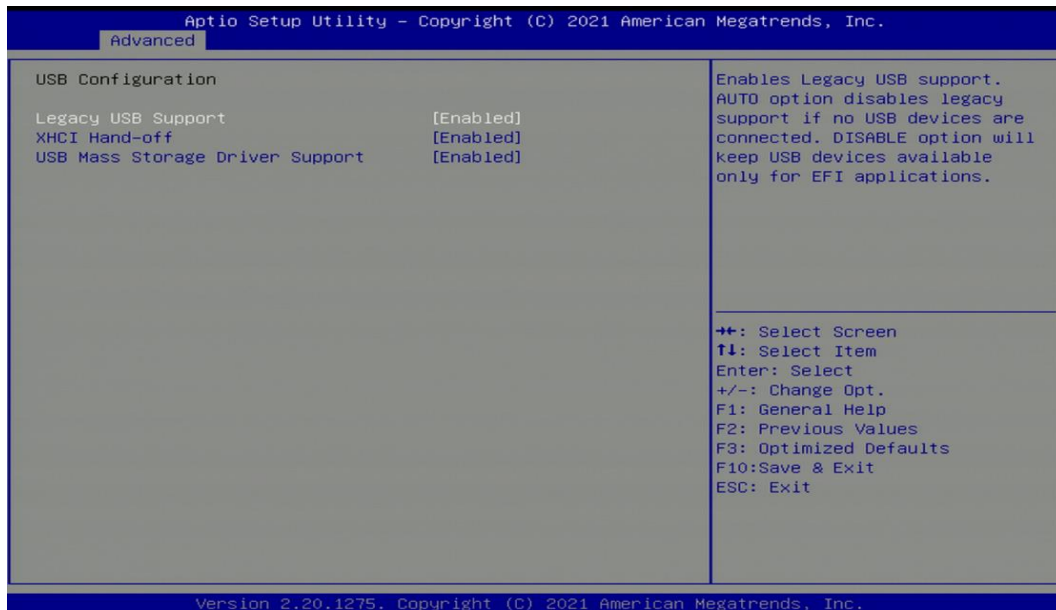 Aptio Setup Utility – Copyright (C) 2021 American Megatrends, Inc.
Advanced
USB Configuration
Legacy USB Support [Enabled]
XHCI Hand-off [Enabled]
USB Mass Storage Driver Support [Enabled]
Enables Legacy USB support.
AUTO option disables legacy
support if no USB devices are
connected. DISABLE option will
keep USB devices available
only for EFI applications.
→←: Select Screen
↑↓: Select Item
Enter: Select
+/-: Change Opt.
F1: General Help
F2: Previous Values
F3: Optimized Defaults
F10:Save & Exit
ESC: Exit
Version 2.20.1275. Copyright (C) 2021 American Megatrends, Inc.